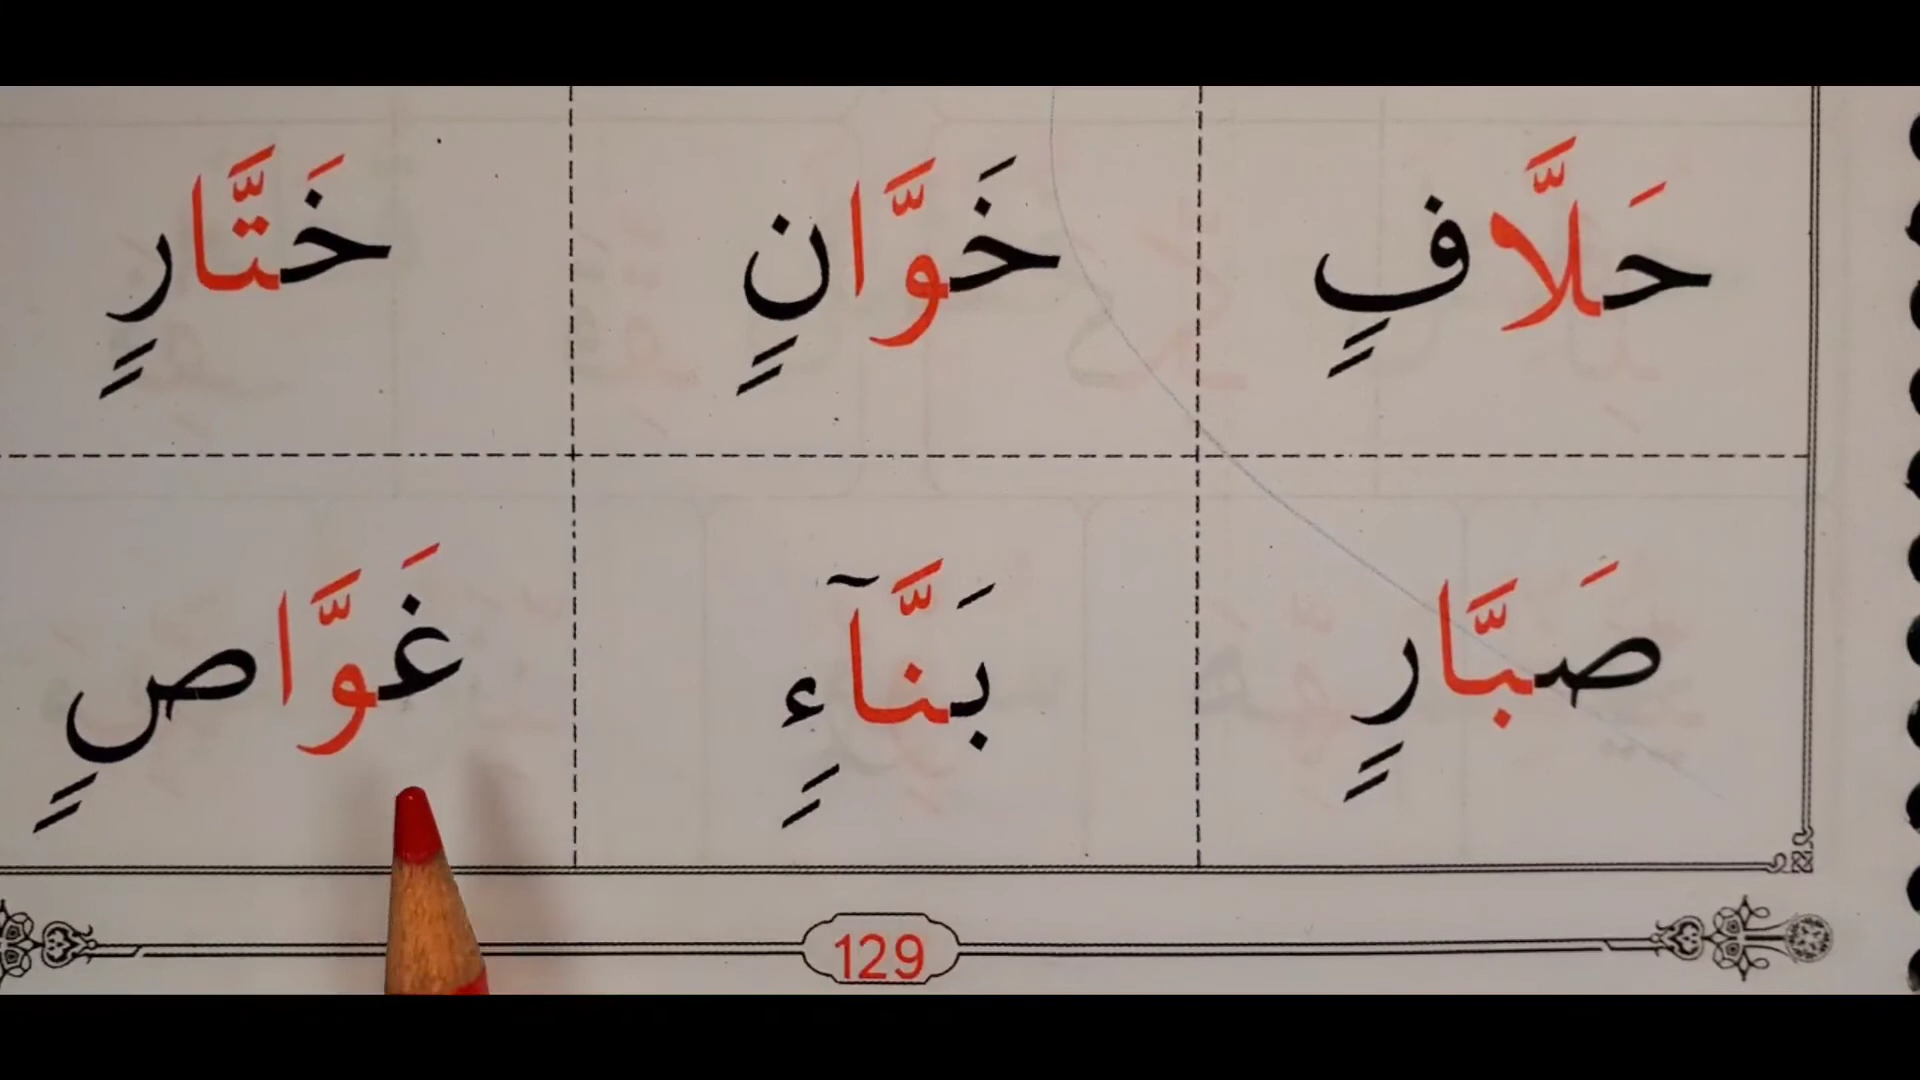 حَلَّافٍ خَوَّانٍ خَتَّارٍ
صَبَّارٍ بَنَّآءٍ غَوَّاصٍ
129